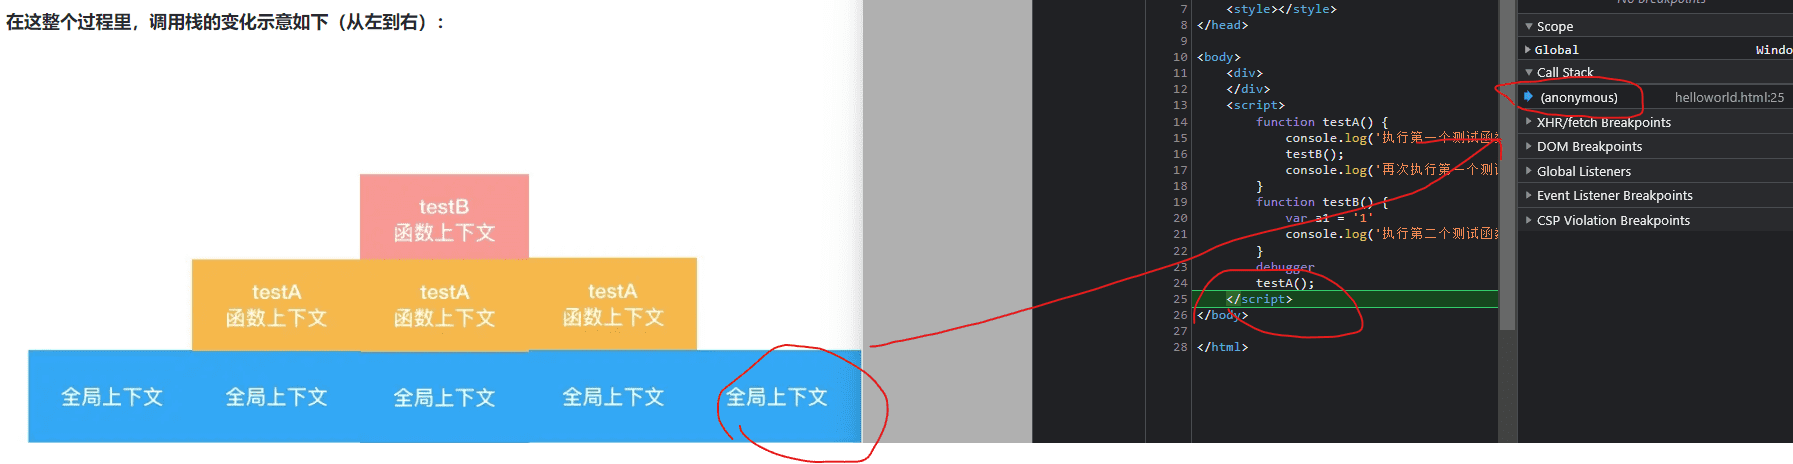 在这整个过程里，调用栈的变化示意如下（从左到右）：
testB
函数上下文
testA
函数上下文
testA
函数上下文
testA
函数上下文
全局上下文
全局上下文
全局上下文
全局上下文
全局上下文
7 <style></style>
8 </head>
9
10 <body>
11 <div>
12 </div>
13 <script>
14 function testA() {
15 console.log('执行第一个测试函
16 testB();
17 console.log('再次执行第一个测
18 }
19 function testB() {
20 var a1 = '1'
21 console.log('执行第二个测试函
22 }
23 debugger
24 testA();
25 </script>
26 </body>
27
28 </html>
No breakpoints
Scope
Global Windo
Call Stack
(anonymous) helloworld.html:25
XHR/fetch Breakpoints
DOM Breakpoints
Global Listeners
Event Listener Breakpoints
CSP Violation Breakpoints